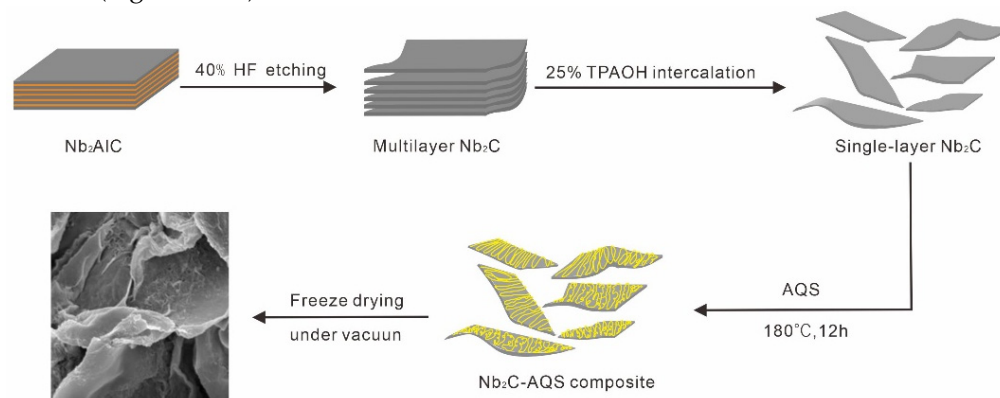 40% HF etching
25% TPAOH intercalation
Nb₂AlC
Multilayer Nb₂C
Single-layer Nb₂C
AQS
180℃,12h
Freeze drying
under vacuun
Nb₂C-AQS composite